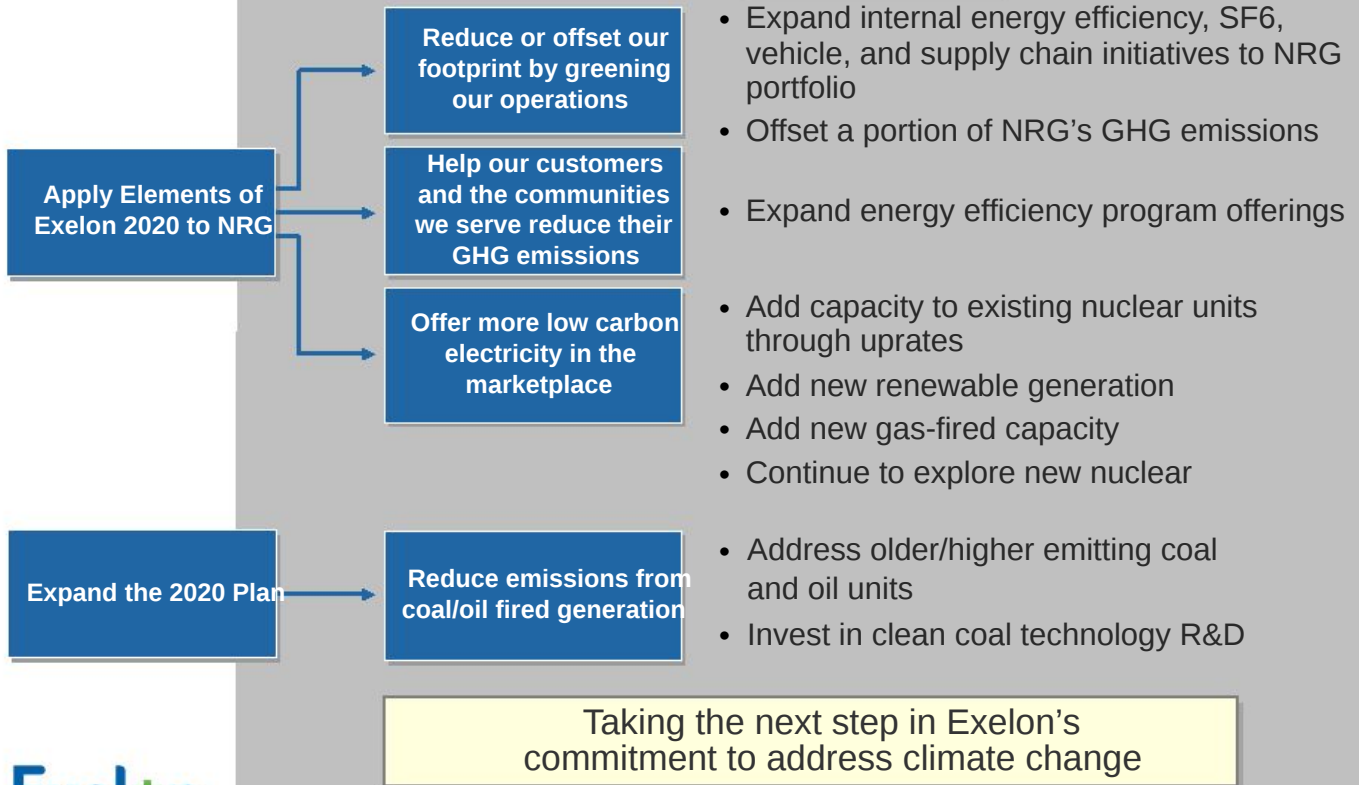 Reduce or offset our
footprint by greening
our operations
• Expand internal energy efficiency, SF6,
vehicle, and supply chain initiatives to NRG
portfolio
• Offset a portion of NRG's GHG emissions
Apply Elements of
Exelon 2020 to NRG
Help our customers
and the communities
we serve reduce their
GHG emissions
• Expand energy efficiency program offerings
Offer more low carbon
electricity in the
marketplace
• Add capacity to existing nuclear units
through uprates
• Add new renewable generation
• Add new gas-fired capacity
• Continue to explore new nuclear
Expand the 2020 Plan
Reduce emissions from
coal/oil fired generation
• Address older/higher emitting coal
and oil units
• Invest in clean coal technology R&D
Taking the next step in Exelon's
commitment to address climate change